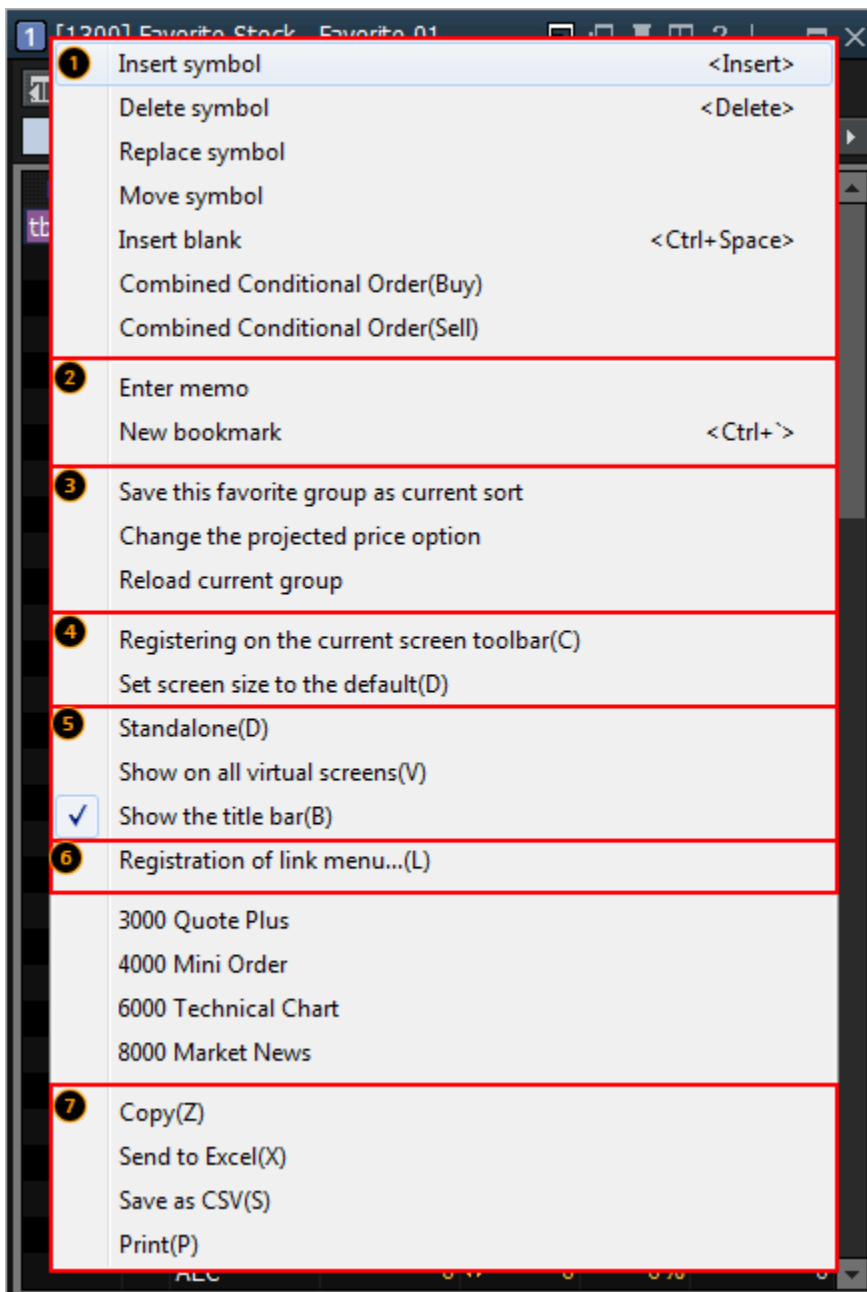 1
1 Insert symbol <Insert>
Delete symbol <Delete>
Replace symbol
Move symbol
Insert blank <Ctrl+Space>
Combined Conditional Order(Buy)
Combined Conditional Order(Sell)
2 Enter memo
New bookmark <Ctrl+`>
3 Save this favorite group as current sort
Change the projected price option
Reload current group
4 Registering on the current screen toolbar(C)
Set screen size to the default(D)
5 Standalone(D)
Show on all virtual screens(V)
Show the title bar(B)
6 Registration of link menu...(L)
3000 Quote Plus
4000 Mini Order
6000 Technical Chart
8000 Market News
7 Copy(Z)
Send to Excel(X)
Save as CSV(S)
Print(P)